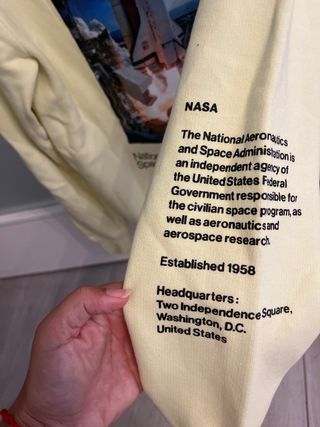 NASA
The National Aeronautics
and Space Administration is
an independent agency of
the United States Federal
Government responsible for
the civilian space program, as
well as aeronautics and
aerospace research.
Established 1958
Headquarters:
Two Independence Square,
Washington, D.C.
United States
Natio
Spac